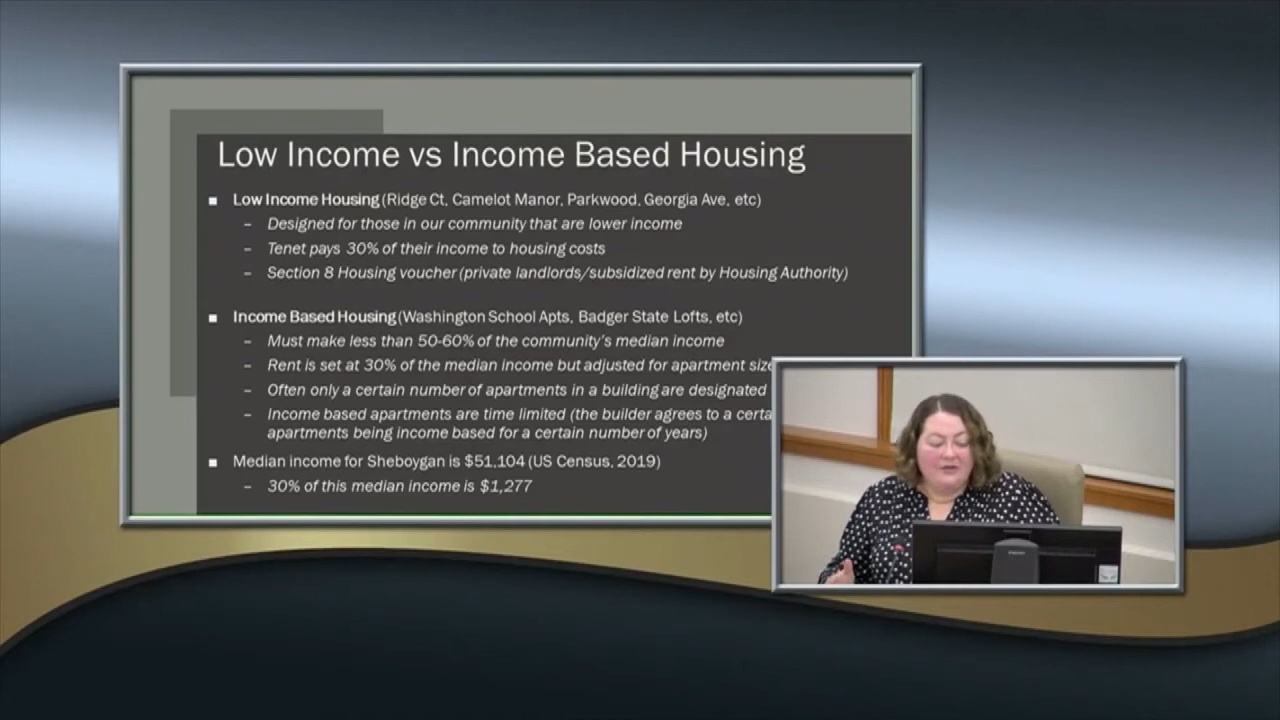 Low Income vs Income Based Housing
▪ Low Income Housing (Ridge Ct, Camelot Manor, Parkwood, Georgia Ave, etc)
– Designed for those in our community that are lower income
– Tenet pays 30% of their income to housing costs
– Section 8 Housing voucher (private landlords/subsidized rent by Housing Authority)
▪ Income Based Housing (Washington School Apts, Badger State Lofts, etc)
– Must make less than 50-60% of the community's median income
– Rent is set at 30% of the median income but adjusted for apartment size
– Often only a certain number of apartments in a building are designated
– Income based apartments are time limited (the builder agrees to a certa
apartments being income based for a certain number of years)
▪ Median income for Sheboygan is $51,104 (US Census, 2019)
– 30% of this median income is $1,277